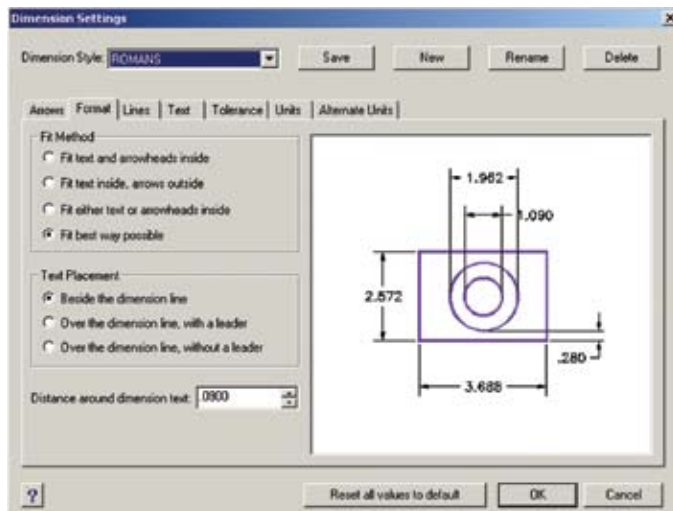 Dimension Settings
Dimension Style: ROMANS Save New Rename Delete
Arrows Format Lines Text Tolerance Units Alternate Units
Fit Method
Fit text and arrowheads inside
Fit text inside, arrows outside
Fit either text or arrowheads inside
Fit best way possible
Text Placement
Beside the dimension line
Over the dimension line, with a leader
Over the dimension line, without a leader
Distance around dimension text: .0900
1.962
1.090
2.572
.280
3.688
? Reset all values to default OK Cancel